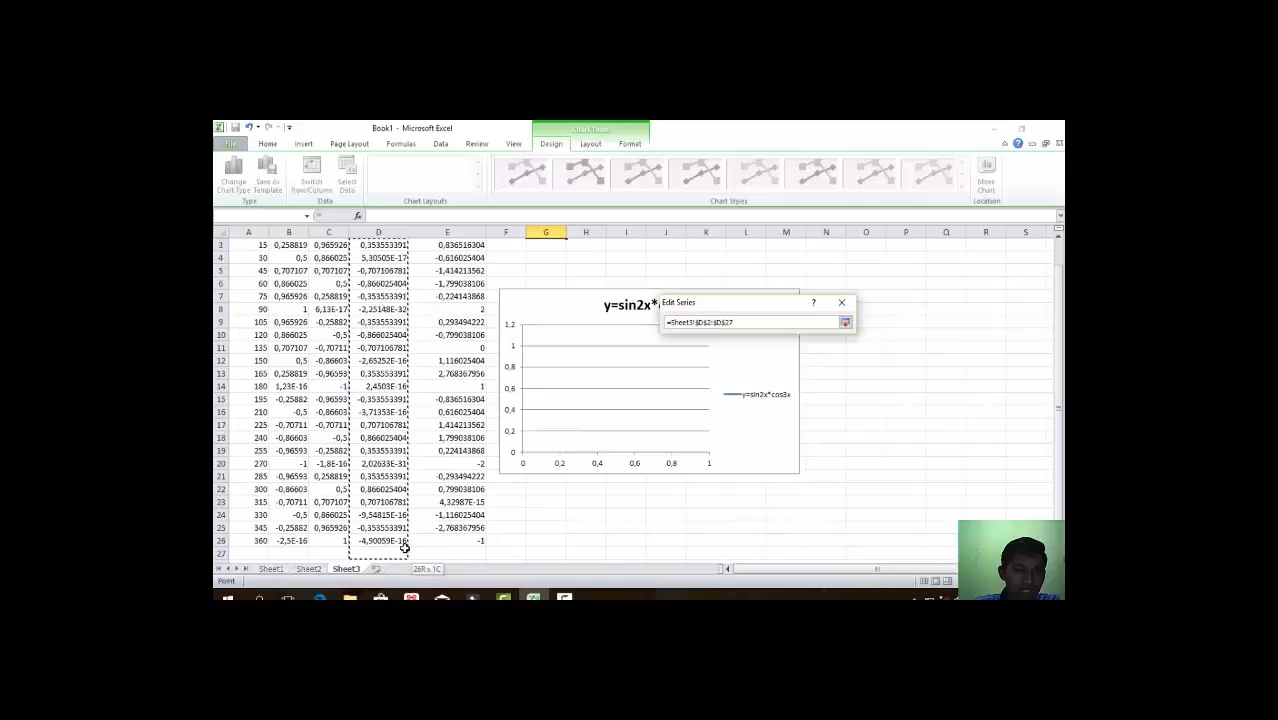 Book1 - Microsoft Excel
Chart Tools
File Home Insert Page Layout Formulas Data Review View Design Layout Format
Change Chart Type
Save As Template
Switch Row/Column
Select Data
Move Chart
Type Data Chart Layouts Chart Styles Location
fx
A B C D E F G H I J K L M N O P Q R S
3 15 0,258819 0,965926 0,353553391 0,836516304
4 30 0,5 0,866025 5,30505E-17 -0,616025404
5 45 0,707107 0,707107 -0,707106781 -1,414213562
6 60 0,866025 0,5 -0,866025404 -1,799038106
7 75 0,965926 0,258819 -0,353553391 -0,224143868
8 90 1 6,13E-17 -2,25148E-32 2
9 105 0,965926 -0,25882 -0,353553391 0,293494222
10 120 0,866025 -0,5 -0,866025404 -0,799038106
11 135 0,707107 -0,70711 -0,707106781 0
12 150 0,5 -0,86603 -2,65252E-16 1,116025404
13 165 0,258819 -0,96593 0,353553391 2,768367956
14 180 1,23E-16 -1 2,4503E-16 1
15 195 -0,25882 -0,96593 -0,353553391 -0,836516304
16 210 -0,5 -0,86603 -3,71353E-16 0,616025404
17 225 -0,70711 -0,70711 0,707106781 1,414213562
18 240 -0,86603 -0,5 0,866025404 1,799038106
19 255 -0,96593 -0,25882 0,353553391 0,224143868
20 270 -1 -1,8E-16 2,02633E-31 -2
21 285 -0,96593 0,258819 0,353553391 -0,293494222
22 300 -0,86603 0,5 0,866025404 0,799038106
23 315 -0,70711 0,707107 0,707106781 4,32987E-15
24 330 -0,5 0,866025 -9,54815E-16 -1,116025404
25 345 -0,25882 0,965926 -0,353553391 -2,768367956
26 360 -2,5E-16 1 -4,90059E-16 -1
27
y=sin2x*
Edit Series
=Sheet3!$D$2:$D$27
1,2
1
0,8
0,6
0,4
0,2
0
0 0,2 0,4 0,6 0,8 1
y=sin2x*cos3x
Sheet1 Sheet2 Sheet3
26R x 1C
Point